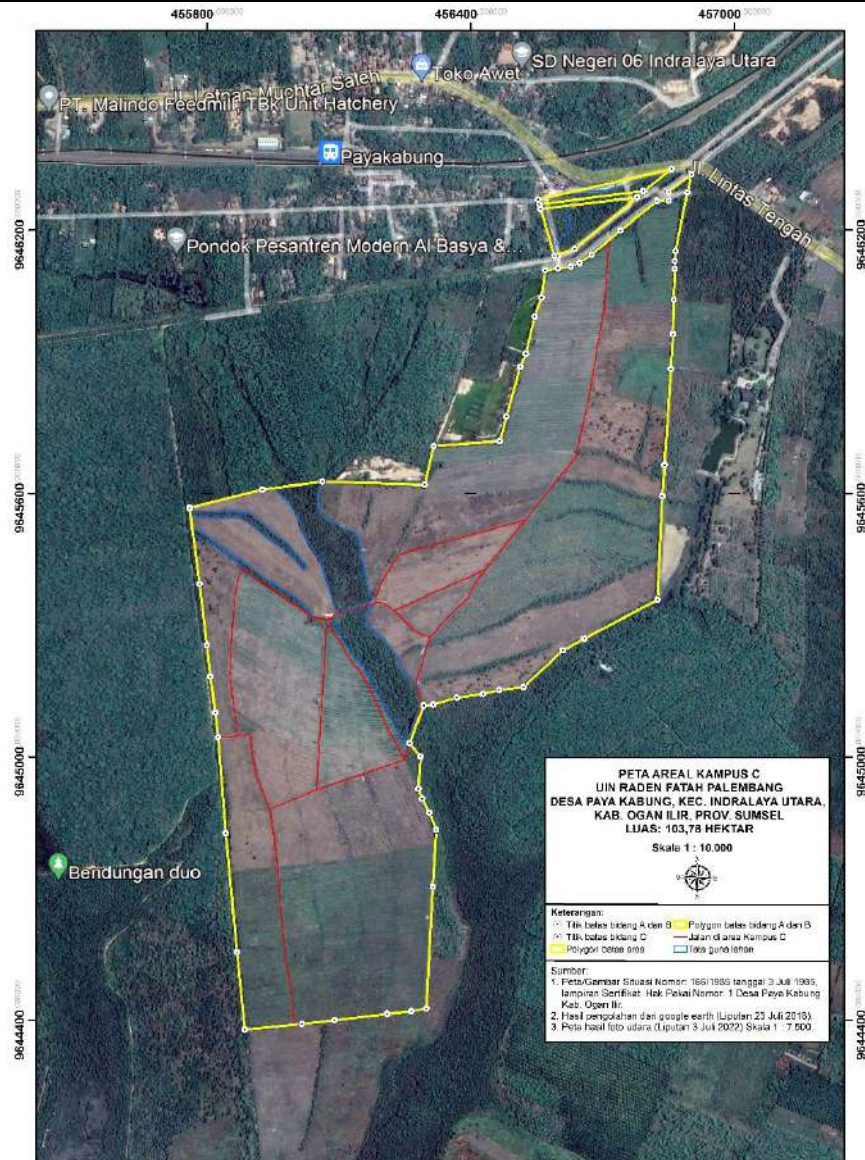 455800 456400 457000
SD Negeri 06 Indralaya Utara
Toko Awet
Jl. Letnan Muchtar Saleh
PT. Malindo Feedmill TBk Unit Hatchery
Payakabung
Jl. Lintas Tengah
9646200 9646200
Pondok Pesantren Modern Al Basya &...
9645600 9645600
9645000 9645000
Bendungan duo
9644400 9644400
PETA AREAL KAMPUS C
UIN RADEN FATAH PALEMBANG
DESA PAYA KABUNG, KEC. INDRALAYA UTARA,
KAB. OGAN ILIR, PROV. SUMSEL
LUAS: 103,78 HEKTAR
Skala 1 : 10.000
Keterangan:
Titik batas bidang A dan B Polygon batas bidang A dan B
Titik batas bidang C Jalan di area Kampus C
Polygon batas area Tata guna lahan
Sumber:
1. Peta/Gambar Situasi Nomor: 166/1985 tanggal 3 Juli 1985,
lampiran Sertifikat Hak Pakai Nomor: 1 Desa Paya Kabung
Kab. Ogan Ilir.
2. Hasil pengolahan dari google earth (Liputan 23 Juli 2018).
3. Peta hasil foto udara (Liputan 3 Juli 2022) Skala 1 : 7.500.